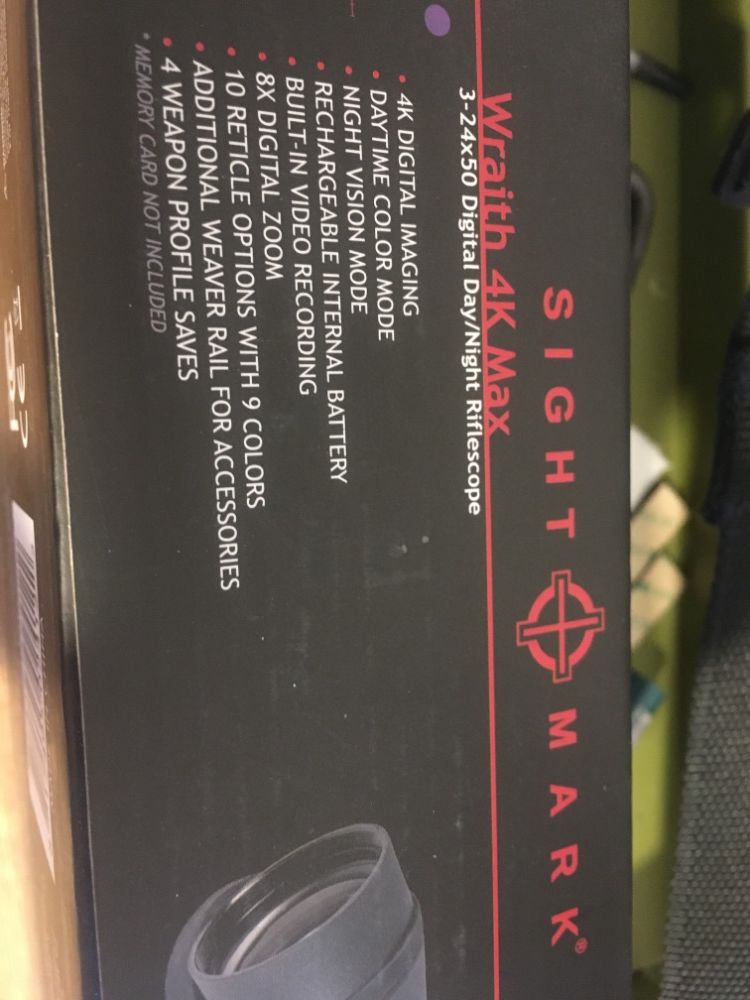 SIGHT MARK®
Wraith 4K Max
3-24x50 Digital Day/Night Riflescope
• 4K DIGITAL IMAGING
• DAYTIME COLOR MODE
• NIGHT VISION MODE
• RECHARGEABLE INTERNAL BATTERY
• BUILT-IN VIDEO RECORDING
• 8X DIGITAL ZOOM
• 10 RETICLE OPTIONS WITH 9 COLORS
• ADDITIONAL WEAVER RAIL FOR ACCESSORIES
• 4 WEAPON PROFILE SAVES
* MEMORY CARD NOT INCLUDED